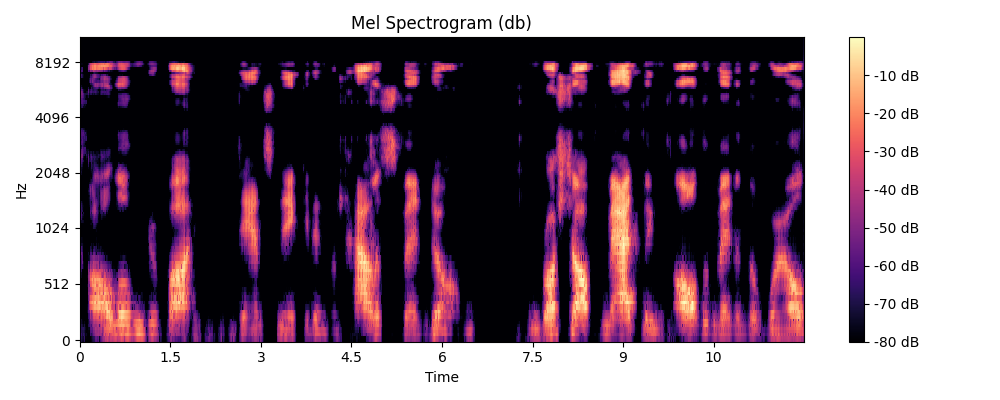 Mel Spectrogram (db)
8192
4096
2048
1024
512
0
Hz
0 1.5 3 4.5 6 7.5 9 10
Time
-10 dB
-20 dB
-30 dB
-40 dB
-50 dB
-60 dB
-70 dB
-80 dB